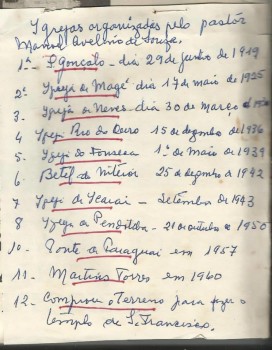 Igrejas organizadas pelo pastor
Manoel Avelino de Souza.
1ª - S. Gonçalo - dia 29 de junho de 1919
2ª Igreja de Magé dia 17 de maio de 1925
3. Igreja de Neves - dia 30 de março de
4 Igreja Rio do Ouro 15 de dezembro de 1936
5. Igreja do Fonseca 1º de Maio de 1939
6. Betel de Niterói 25 de dezembro de 1942
7 Igreja de Icaraí - Setembro de 1943
8 Igreja de Pendotiba - 21 de outubro de 1950
10. Ponte de Paraguai em 1957
11. Martins Torres em 1960
12 - Comprou o Terreno para fazer o
templo de S. Francisco.